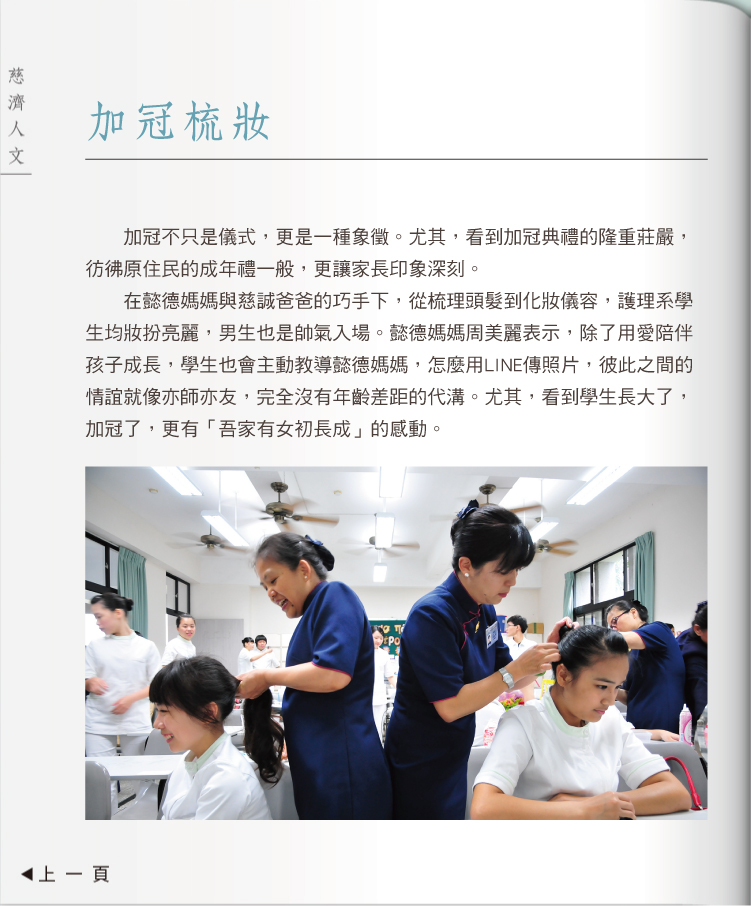 慈濟人文
加冠梳妝
加冠不只是儀式，更是一種象徵。尤其，看到加冠典禮的隆重莊嚴，
彷彿原住民的成年禮一般，更讓家長印象深刻。
在懿德媽媽與慈誠爸爸的巧手下，從梳理頭髮到化妝儀容，護理系學
生均妝扮亮麗，男生也是帥氣入場。懿德媽媽周美麗表示，除了用愛陪伴
孩子成長，學生也會主動教導懿德媽媽，怎麼用LINE傳照片，彼此之間的
情誼就像亦師亦友，完全沒有年齡差距的代溝。尤其，看到學生長大了，
加冠了，更有「吾家有女初長成」的感動。
◀上一頁